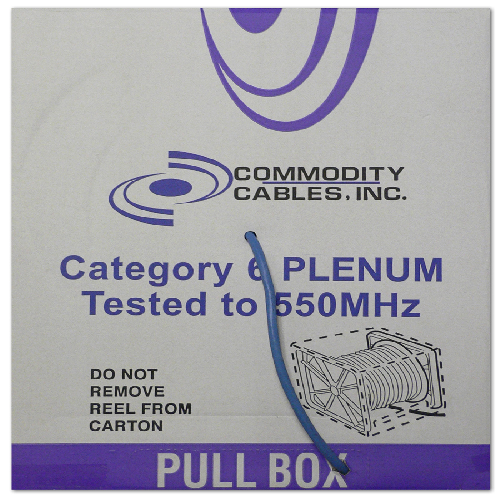 COMMODITY
CABLES, INC.
Category 6 PLENUM
Tested to 550MHz
DO NOT
REMOVE
REEL FROM
CARTON
PULL BOX